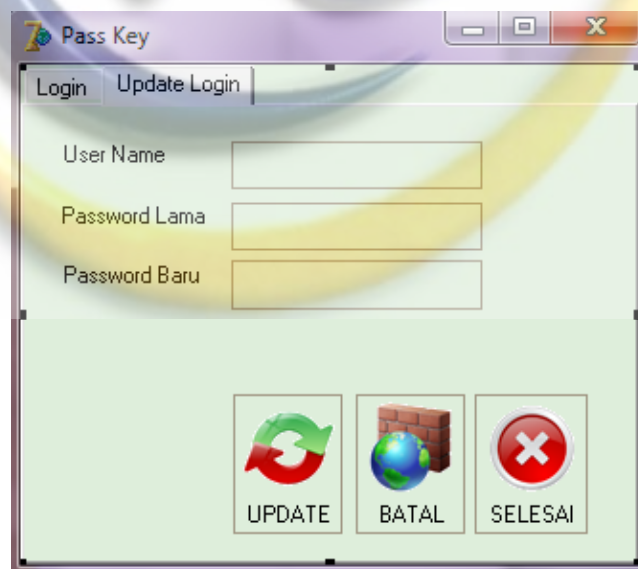 Pass Key
Login Update Login
User Name
Password Lama
Password Baru
UPDATE BATAL SELESAI